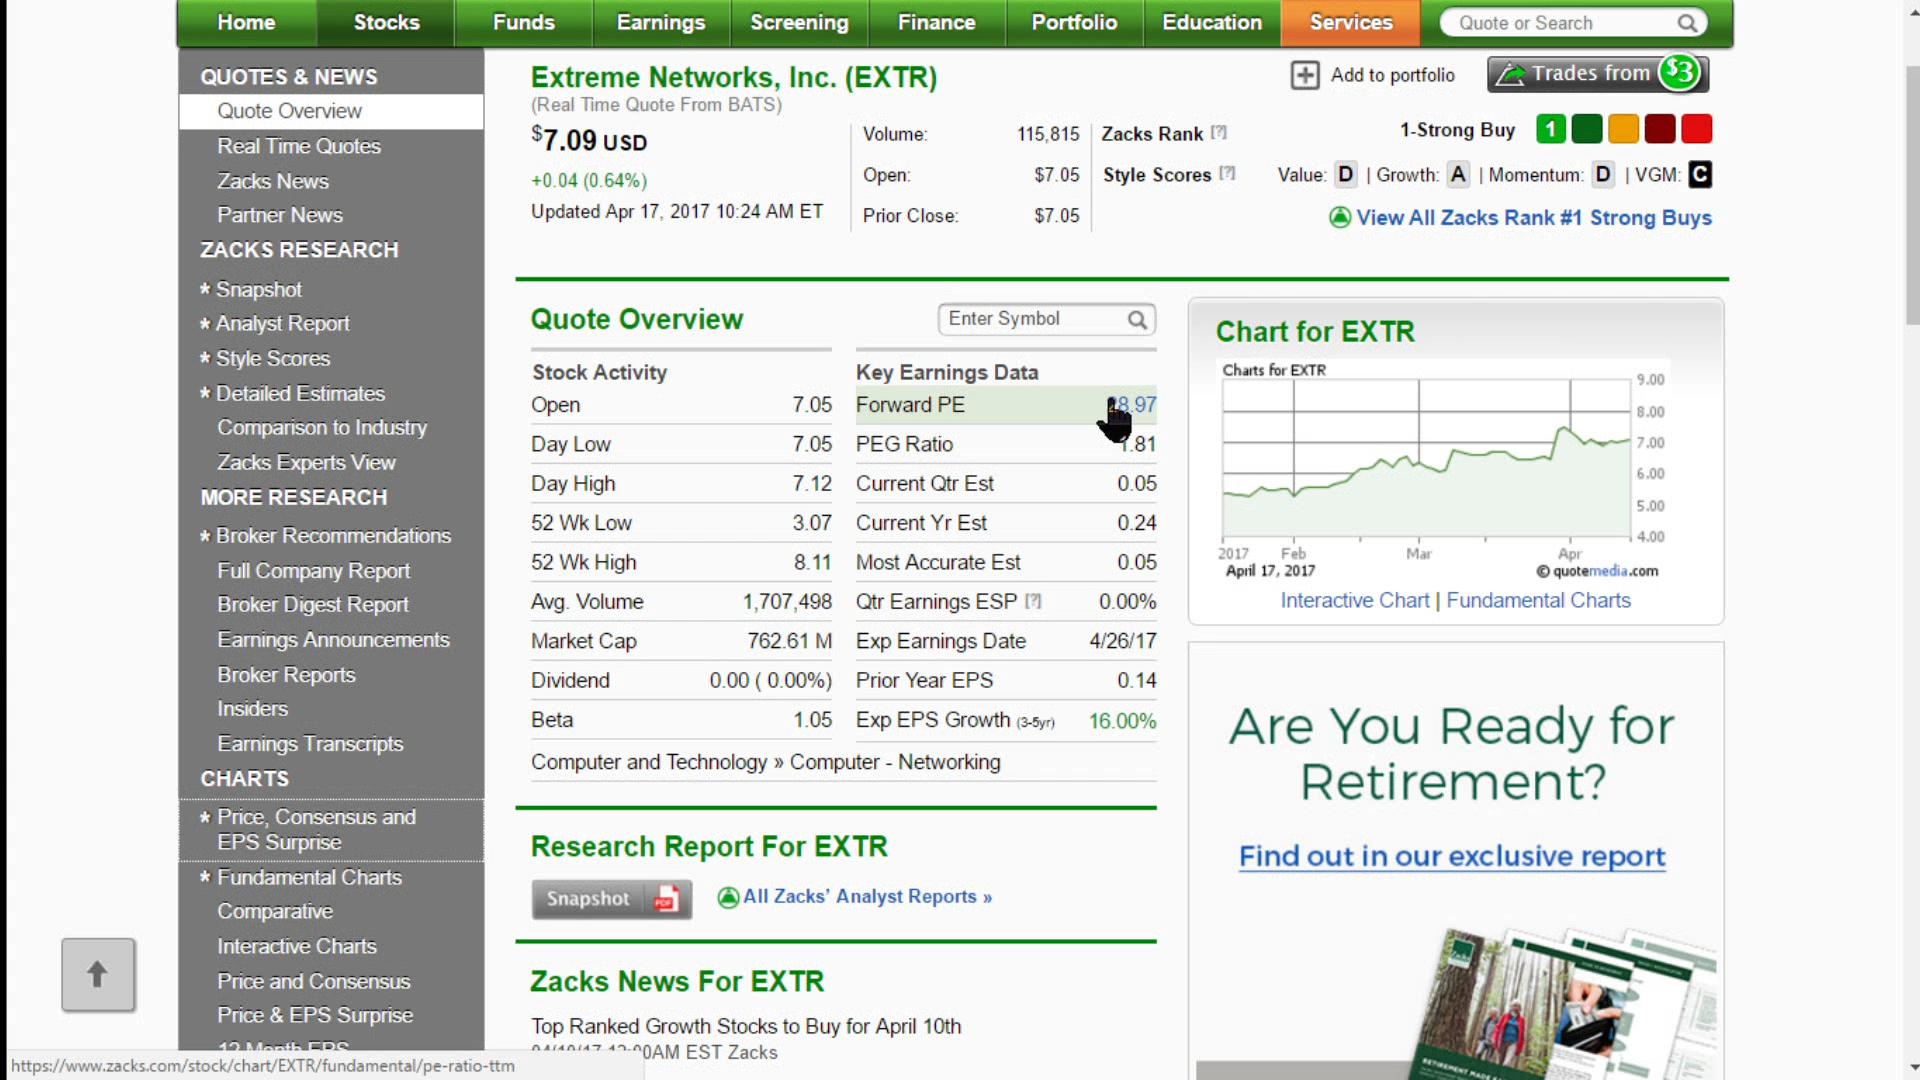 Home Stocks Funds Earnings Screening Finance Portfolio Education Services Quote or Search
QUOTES & NEWS
Quote Overview
Real Time Quotes
Zacks News
Partner News
ZACKS RESEARCH
* Snapshot
* Analyst Report
* Style Scores
* Detailed Estimates
Comparison to Industry
Zacks Experts View
MORE RESEARCH
* Broker Recommendations
Full Company Report
Broker Digest Report
Earnings Announcements
Broker Reports
Insiders
Earnings Transcripts
CHARTS
* Price, Consensus and
EPS Surprise
* Fundamental Charts
Comparative
Interactive Charts
Price and Consensus
Price & EPS Surprise
12 Month EPS
Extreme Networks, Inc. (EXTR)
(Real Time Quote From BATS)
$7.09 USD
+0.04 (0.64%)
Updated Apr 17, 2017 10:24 AM ET
Volume: 115,815
Open: $7.05
Prior Close: $7.05
Add to portfolio
Trades from $3
Zacks Rank [?] 1-Strong Buy 1
Style Scores [?] Value: D | Growth: A | Momentum: D | VGM: C
View All Zacks Rank #1 Strong Buys
Quote Overview
Enter Symbol
Stock Activity
Open 7.05
Day Low 7.05
Day High 7.12
52 Wk Low 3.07
52 Wk High 8.11
Avg. Volume 1,707,498
Market Cap 762.61 M
Dividend 0.00 ( 0.00%)
Beta 1.05
Key Earnings Data
Forward PE 28.97
PEG Ratio 1.81
Current Qtr Est 0.05
Current Yr Est 0.24
Most Accurate Est 0.05
Qtr Earnings ESP [?] 0.00%
Exp Earnings Date 4/26/17
Prior Year EPS 0.14
Exp EPS Growth (3-5yr) 16.00%
Computer and Technology » Computer - Networking
Research Report For EXTR
Snapshot PDF
All Zacks' Analyst Reports »
Zacks News For EXTR
Top Ranked Growth Stocks to Buy for April 10th
04/10/17-12:00AM EST Zacks
Chart for EXTR
Charts for EXTR
9.00
8.00
7.00
6.00
5.00
4.00
2017 Feb Mar Apr
April 17, 2017
© quotemedia.com
Interactive Chart | Fundamental Charts
Are You Ready for
Retirement?
Find out in our exclusive report
https://www.zacks.com/stock/chart/EXTR/fundamental/pe-ratio-ttm